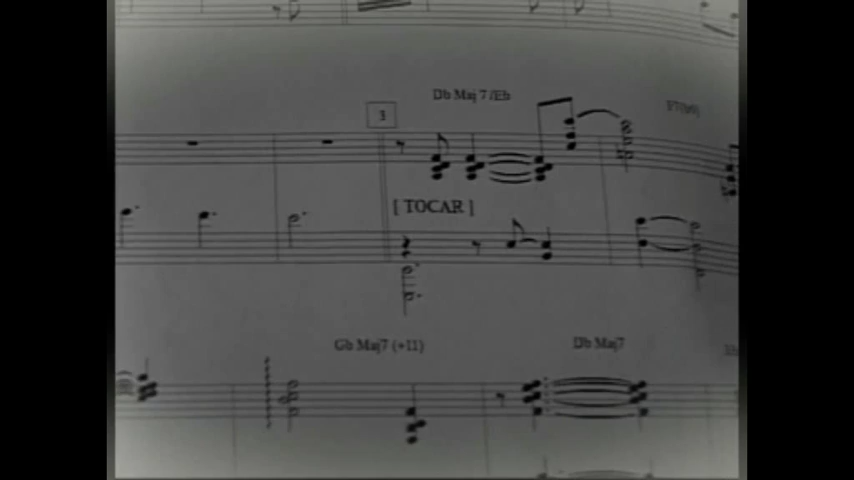 Db Maj 7 /Eb
3
[ TOCAR ]
Gb Maj7 (+11)
Db Maj7